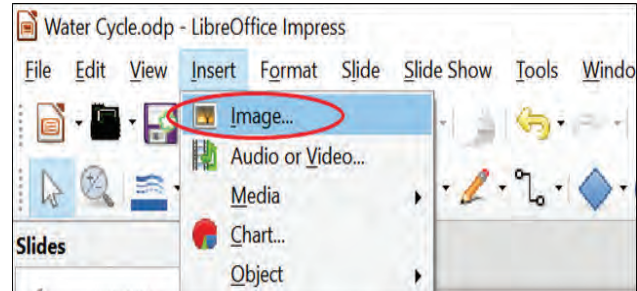 Water Cycle.odp - LibreOffice Impress
File Edit View Insert Format Slide Slide Show Tools Windo
Image...
Audio or Video...
Media
Chart...
Slides
Object